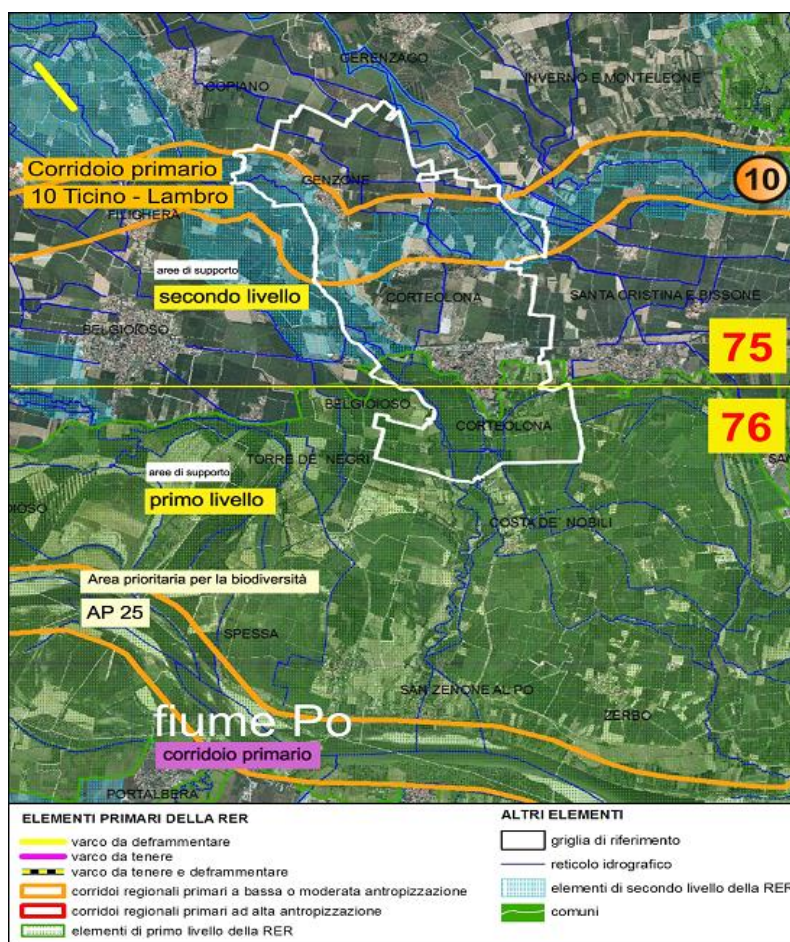 GERENZAGO
COPIANO
INVERNO E MONTELEONE
Corridoio primario
10 Ticino - Lambro
GENZONE
10
FILIGHERA
aree di supporto
secondo livello
CORTEOLONA
SANTA CRISTINA E BISSONE
BELGIOIOSO
75
76
BELGIOIOSO
CORTEOLONA
TORRE DE' NEGRI
aree di supporto
primo livello
COSTA DE' NOBILI
Area prioritaria per la biodiversità
AP 25
SPESSA
SAN ZENONE AL PO
ZERBO
fiume Po
corridoio primario
PORTALBERA
ELEMENTI PRIMARI DELLA RER
varco da deframmentare
varco da tenere
varco da tenere e deframmentare
corridoi regionali primari a bassa o moderata antropizzazione
corridoi regionali primari ad alta antropizzazione
elementi di primo livello della RER
ALTRI ELEMENTI
griglia di riferimento
reticolo idrografico
elementi di secondo livello della RER
comuni